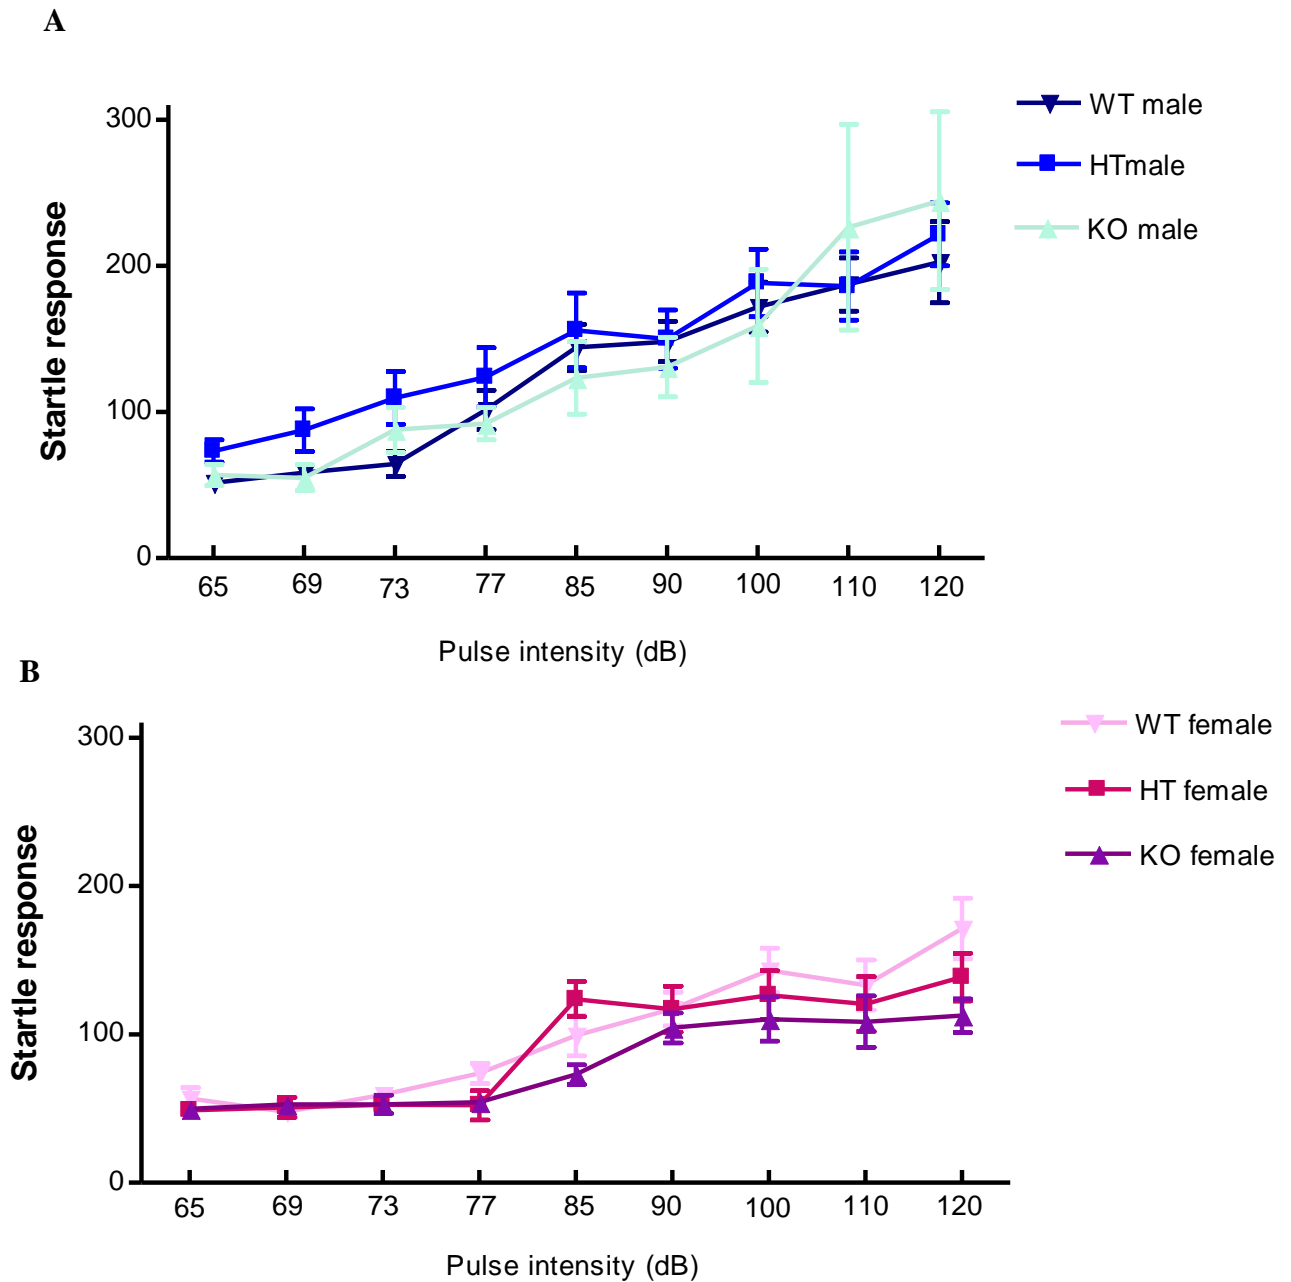 A
300
200
100
0
Startle response
65 69 73 77 85 90 100 110 120
Pulse intensity (dB)
WT male
HTmale
KO male
B
300
200
100
0
Startle response
65 69 73 77 85 90 100 110 120
Pulse intensity (dB)
WT female
HT female
KO female